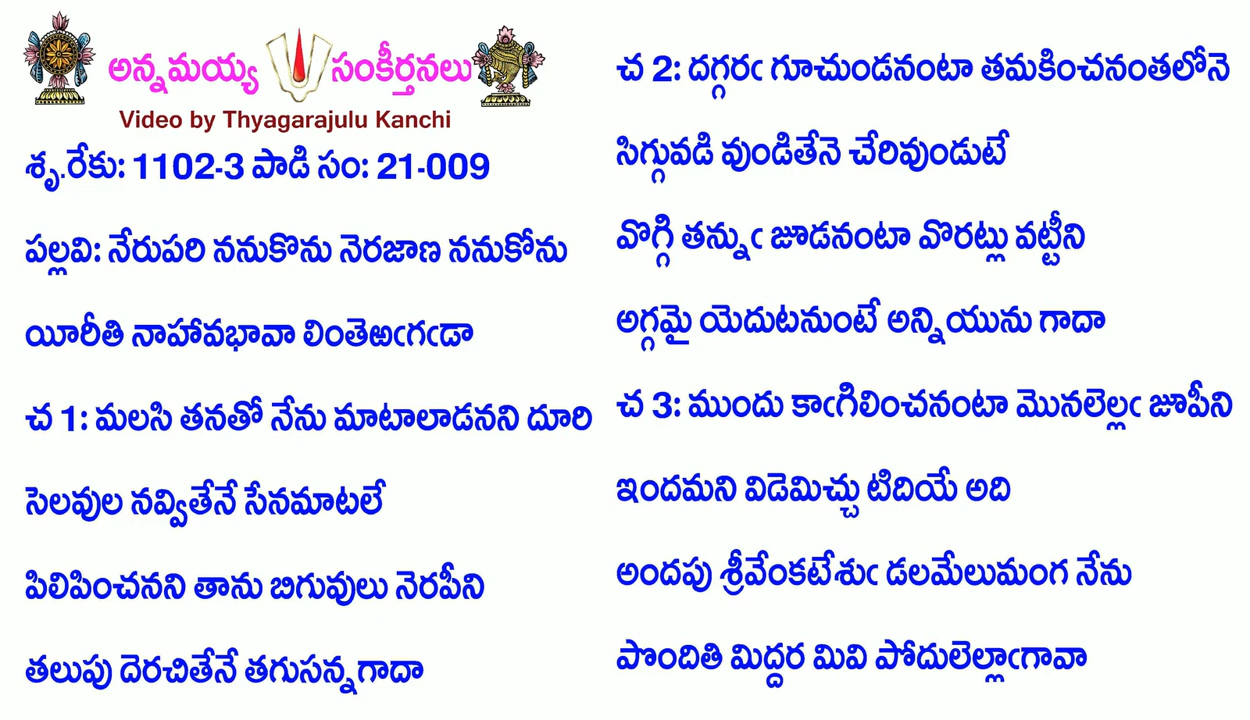 అన్నమయ్య సంకీర్తనలు
Video by Thyagarajulu Kanchi
శృ.రేకు: 1102-3 పాడి సం: 21-009
పల్లవి: నేరుపరి ననుకొను నెరజాణ ననుకోను
యీరీతి నాహావభావా లింతెఱఁగఁడా
చ 1: మలసి తనతో నేను మాటాలాడనని దూరి
సెలవుల నవ్వితేనే సేనమాటలే
పిలిపించనని తాను బిగువులు నెరపీని
తలుపు దెరచితేనే తగుసన్నగాదా
చ 2: దగ్గరఁ గూచుండనంటా తమకించనంతలోనె
సిగ్గువడి వుండితేనె చేరివుండుటే
వొగ్గి తన్నుఁ జూడనంటా వొరట్లు వట్టీని
అగ్గమై యెదుటనుంటే అన్నియును గాదా
చ 3: ముందు కాఁగిలించనంటా మొనలెల్లఁ జూపీని
ఇందమని విడెమిచ్చు టిదియే అది
అందపు శ్రీవేంకటేశుఁ డలమేలుమంగ నేను
పొందితి మిద్దర మివి పోదులెల్లాఁగావా